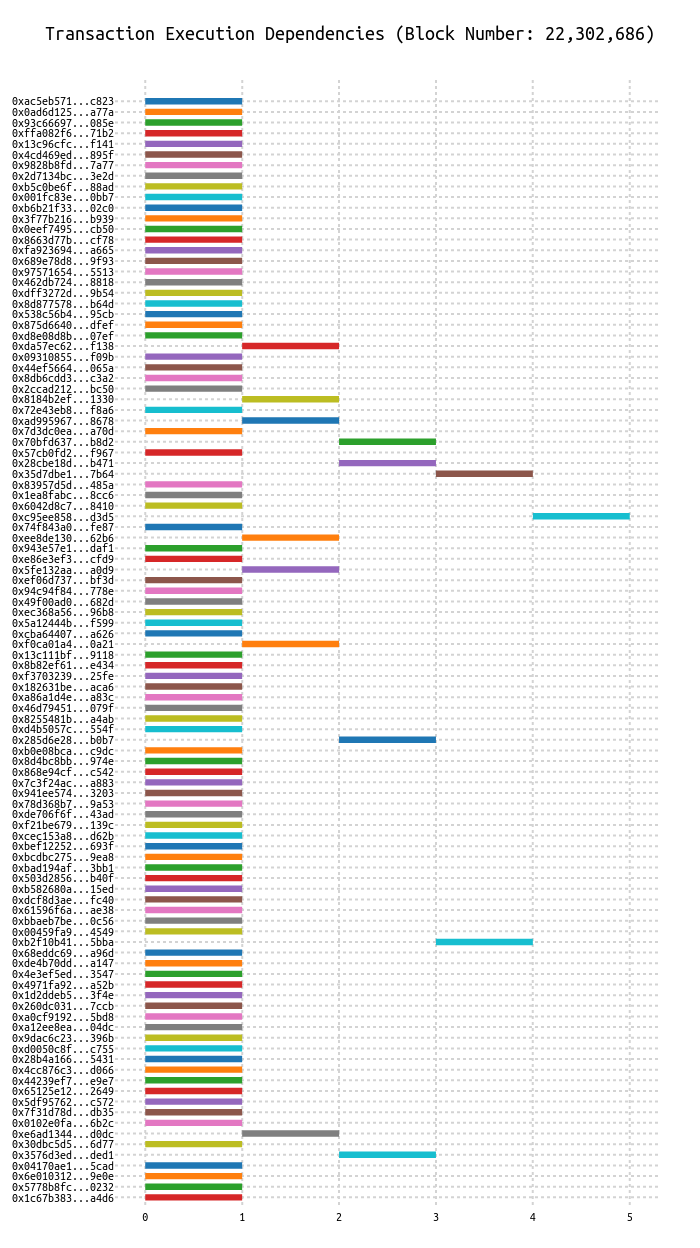 Transaction Execution Dependencies (Block Number: 22,302,686)
0xac5eb571...c823
0x0ad6d125...a77a
0x93c66697...085e
0xffa082f6...71b2
0x13c96cfc...f141
0x4cd469ed...895f
0x9828b8fd...7a77
0x2d7134bc...3e2d
0xb5c0be6f...88ad
0x001fc83e...0bb7
0xb6b21f33...02c0
0x3f77b216...b939
0x0eef7495...cb50
0x8663d77b...cf78
0xfa923694...a665
0x689e78d8...9f93
0x97571654...5513
0x462db724...8818
0xdff3272d...9b54
0x8d877578...b64d
0x538c56b4...95cb
0x875d6640...dfef
0xd8e08d8b...07ef
0xda57ec62...f138
0x09310855...f09b
0x44ef5664...065a
0x8db6cdd3...c3a2
0x2ccad212...bc50
0x8184b2ef...1330
0x72e43eb8...f8a6
0xad995967...8678
0x7d3dc0ea...a70d
0x70bfd637...b8d2
0x57cb0fd2...f967
0x28cbe18d...b471
0x35d7dbe1...7b64
0x83957d5d...485a
0x1ea8fabc...8cc6
0x6042d8c7...8410
0xc95ee858...d3d5
0x74f843a0...fe87
0xee8de130...62b6
0x943e57e1...daf1
0xe86e3ef3...cfd9
0x5fe132aa...a0d9
0xef06d737...bf3d
0x94c94f84...778e
0x49f00ad0...682d
0xec368a56...96b8
0x5a12444b...f599
0xcba64407...a626
0xf0ca01a4...0a21
0x13c111bf...9118
0x8b82ef61...e434
0xf3703239...25fe
0x182631be...aca6
0xa86a1d4e...a83c
0x46d79451...079f
0x8255481b...a4ab
0xd4b5057c...554f
0x285d6e28...b0b7
0xb0e08bca...c9dc
0x8d4bc8bb...974e
0x868e94cf...c542
0x7c3f24ac...a883
0x941ee574...3203
0x78d368b7...9a53
0xde706f6f...43ad
0xf21be679...139c
0xcec153a8...d62b
0xbef12252...693f
0xbcdbc275...9ea8
0xbad194af...3bb1
0x503d2856...b40f
0xb582680a...15ed
0xdcf8d3ae...fc40
0x61596f6a...ae38
0xbbaeb7be...0c56
0x00459fa9...4549
0xb2f10b41...5bba
0x68eddc69...a96d
0xde4b70dd...a147
0x4e3ef5ed...3547
0x4971fa92...a52b
0x1d2ddeb5...3f4e
0x260dc031...7ccb
0xa0cf9192...5bd8
0xa12ee8ea...04dc
0x9dac6c23...396b
0xd0050c8f...c755
0x28b4a166...5431
0x4cc876c3...d066
0x44239ef7...e9e7
0x65125e12...2649
0x5df95762...c572
0x7f31d78d...db35
0x0102e0fa...6b2c
0xe6ad1344...d0dc
0x30dbc5d5...6d77
0x3576d3ed...ded1
0x04170ae1...5cad
0x6e010312...9e0e
0x5778b8fc...0232
0x1c67b383...a4d6
0 1 2 3 4 5